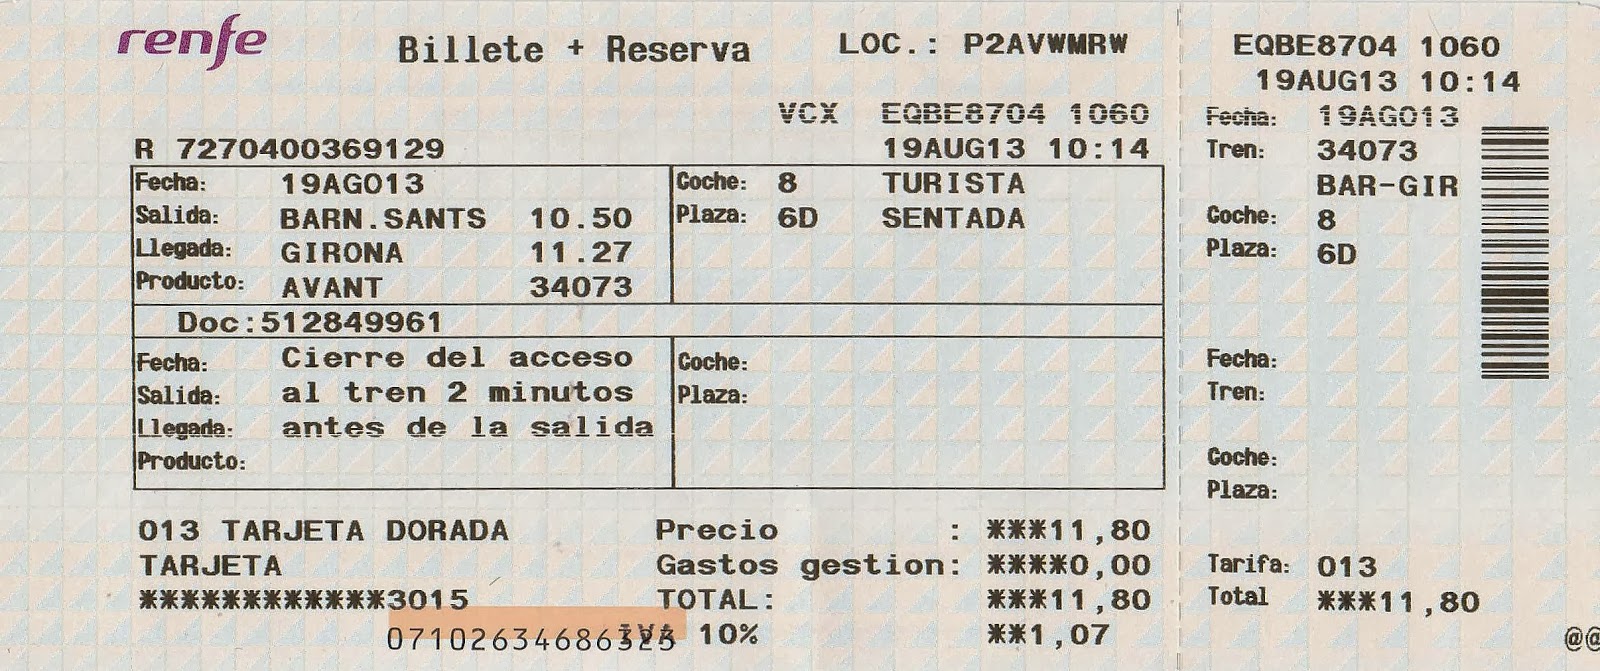 renfe Billete + Reserva LOC.: P2AVWMRW
VCX EQBE8704 1060
R 7270400369129 19AUG13 10:14
Fecha: 19AGO13 Coche: 8 TURISTA
Salida: BARN.SANTS 10.50 Plaza: 6D SENTADA
Llegada: GIRONA 11.27
Producto: AVANT 34073
Doc:512849961
Fecha: Cierre del acceso Coche:
Salida: al tren 2 minutos Plaza:
Llegada: antes de la salida
Producto:
013 TARJETA DORADA Precio : ***11,80
TARJETA Gastos gestion: ****0,00
************3015 TOTAL: ***11,80
IVA 10% **1,07
EQBE8704 1060
19AUG13 10:14
Fecha: 19AGO13
Tren: 34073
BAR-GIR
Coche: 8
Plaza: 6D
Fecha:
Tren:
Coche:
Plaza:
Tarifa: 013
Total ***11,80
@@